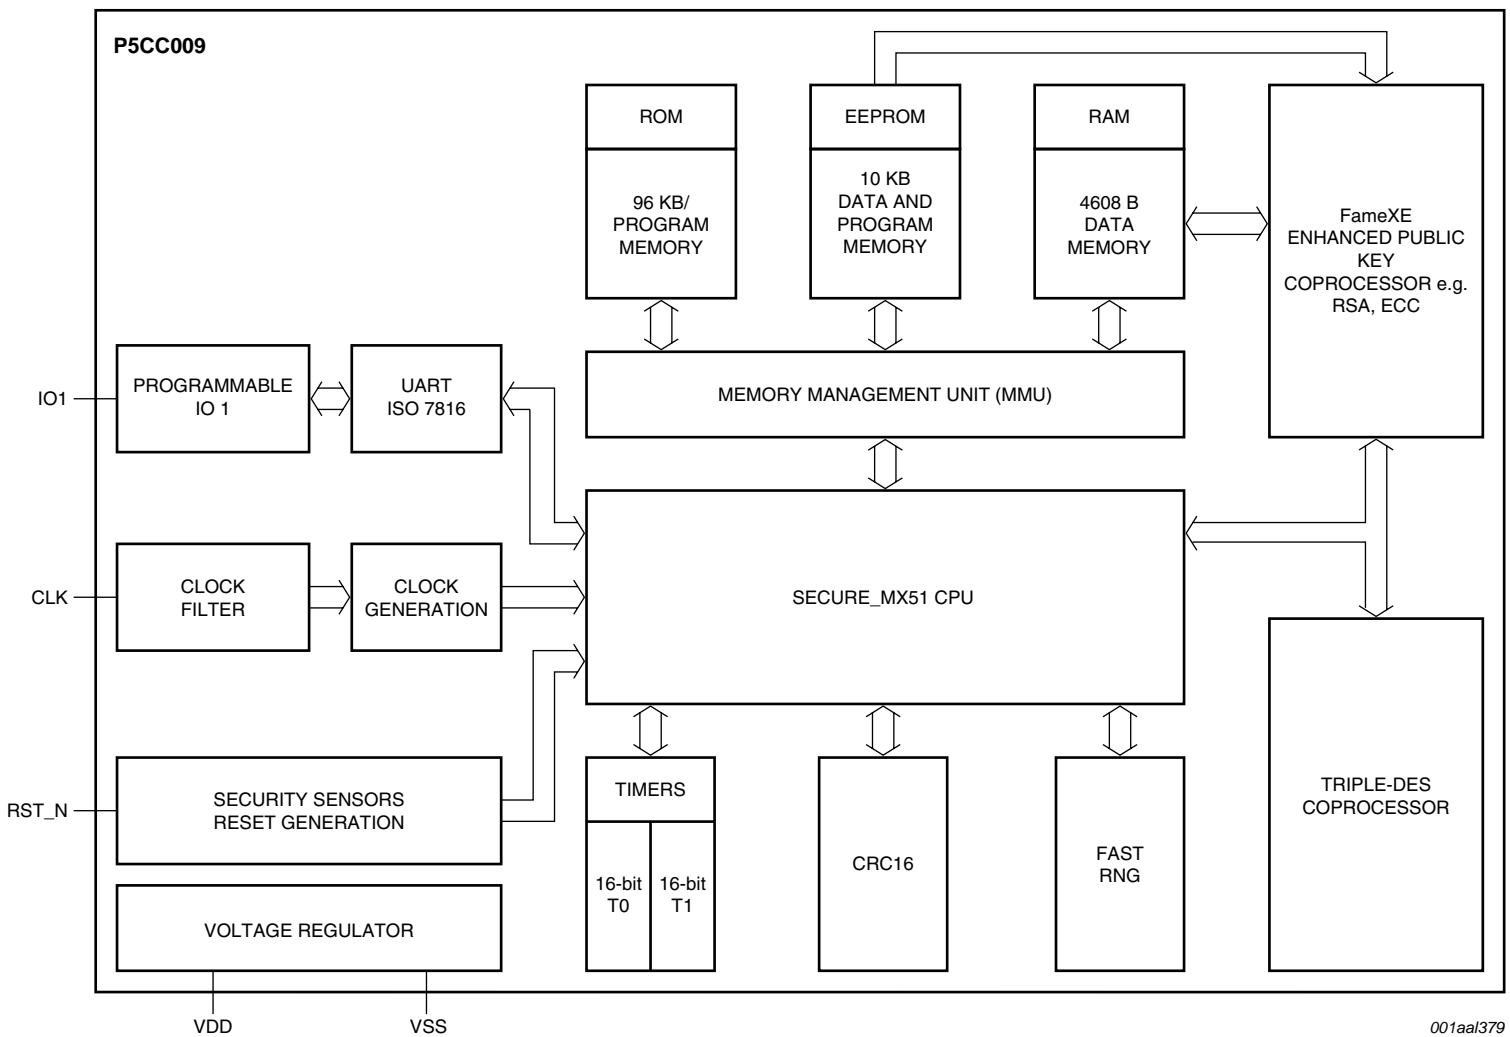 P5CC009
ROM
96 KB/
PROGRAM
MEMORY
EEPROM
10 KB
DATA AND
PROGRAM
MEMORY
RAM
4608 B
DATA
MEMORY
FameXE
ENHANCED PUBLIC
KEY
COPROCESSOR e.g.
RSA, ECC
IO1
PROGRAMMABLE
IO 1
UART
ISO 7816
MEMORY MANAGEMENT UNIT (MMU)
CLK
CLOCK
FILTER
CLOCK
GENERATION
SECURE_MX51 CPU
RST_N
SECURITY SENSORS
RESET GENERATION
TIMERS
16-bit
T0
16-bit
T1
CRC16
FAST
RNG
TRIPLE-DES
COPROCESSOR
VOLTAGE REGULATOR
VDD
VSS
001aal379